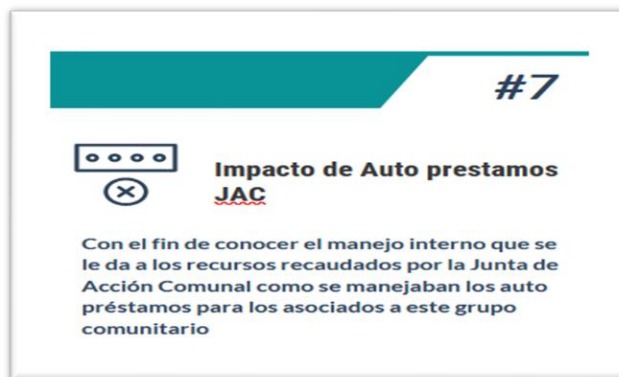 #7
Impacto de Auto prestamos
JAC
Con el fin de conocer el manejo interno que se
le da a los recursos recaudados por la Junta de
Acción Comunal como se manejaban los auto
préstamos para los asociados a este grupo
comunitario